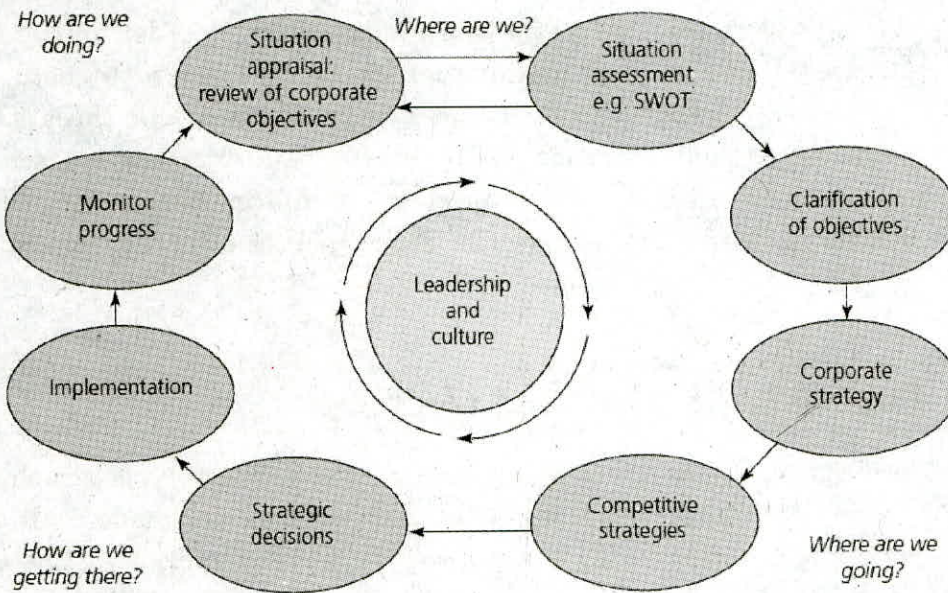 How are we
doing?
Situation
appraisal:
review of corporate
objectives
Where are we?
Situation
assessment
e.g SWOT
Clarification
of objectives
Corporate
strategy
Where are we
going?
Competitive
strategies
Strategic
decisions
How are we
getting there?
Implementation
Monitor
progress
Leadership
and
culture